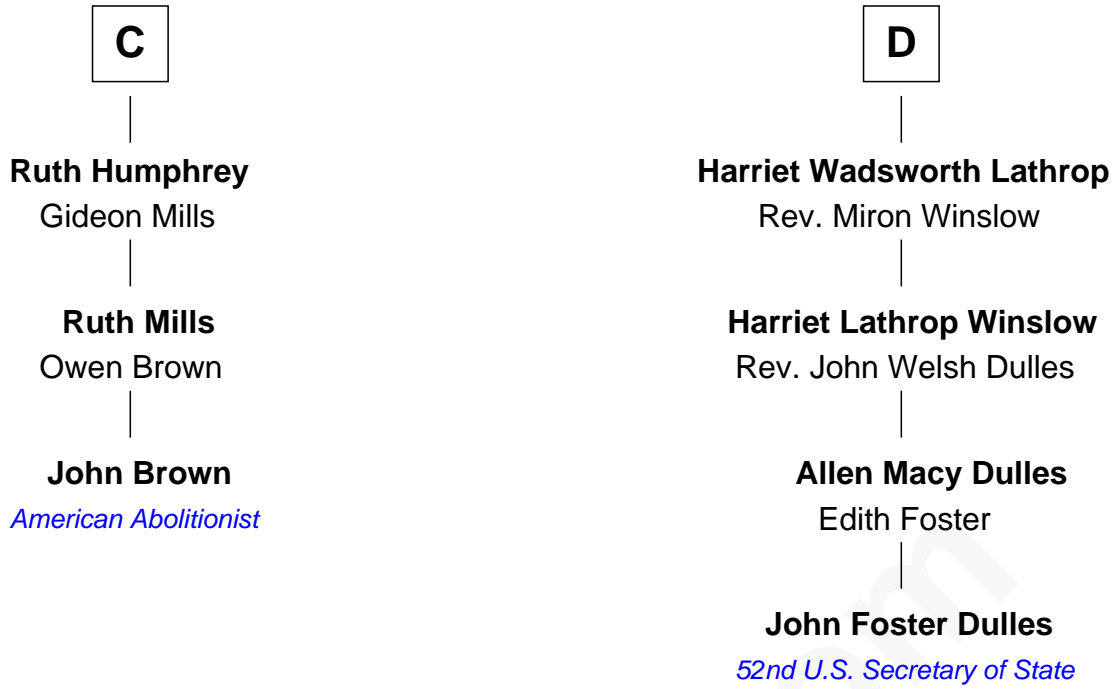 C
Ruth Humphrey
Gideon Mills
Ruth Mills
Owen Brown
John Brown
American Abolitionist
D
Harriet Wadsworth Lathrop
Rev. Miron Winslow
Harriet Lathrop Winslow
Rev. John Welsh Dulles
Allen Macy Dulles
Edith Foster
John Foster Dulles
52nd U.S. Secretary of State